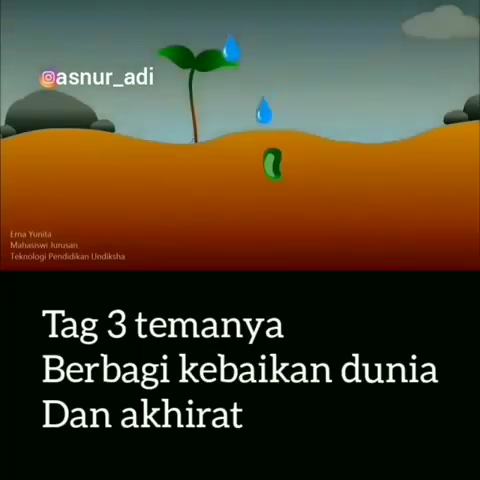 @asnur_adi
Erna Yunita
Mahasiswi Jurusan
Teknologi Pendidikan Undiksha
Tag 3 temanya
Berbagi kebaikan dunia
Dan akhirat